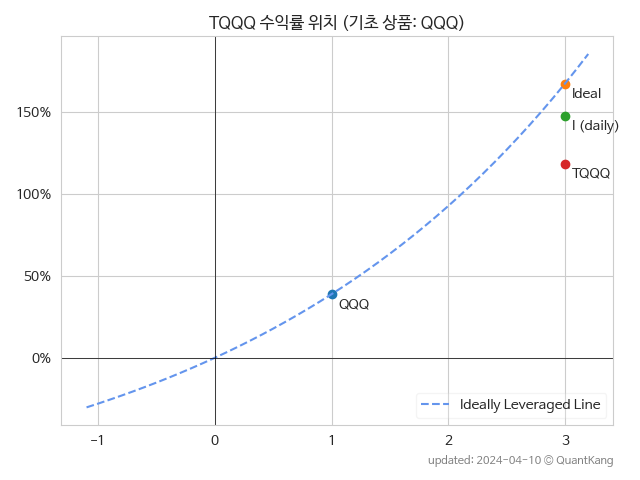 TQQQ 수익률 위치 (기초 상품: QQQ)
150%
100%
50%
0%
Ideal
I (daily)
TQQQ
QQQ
Ideally Leveraged Line
−1
0
1
2
3
updated: 2024-04-10 © QuantKang